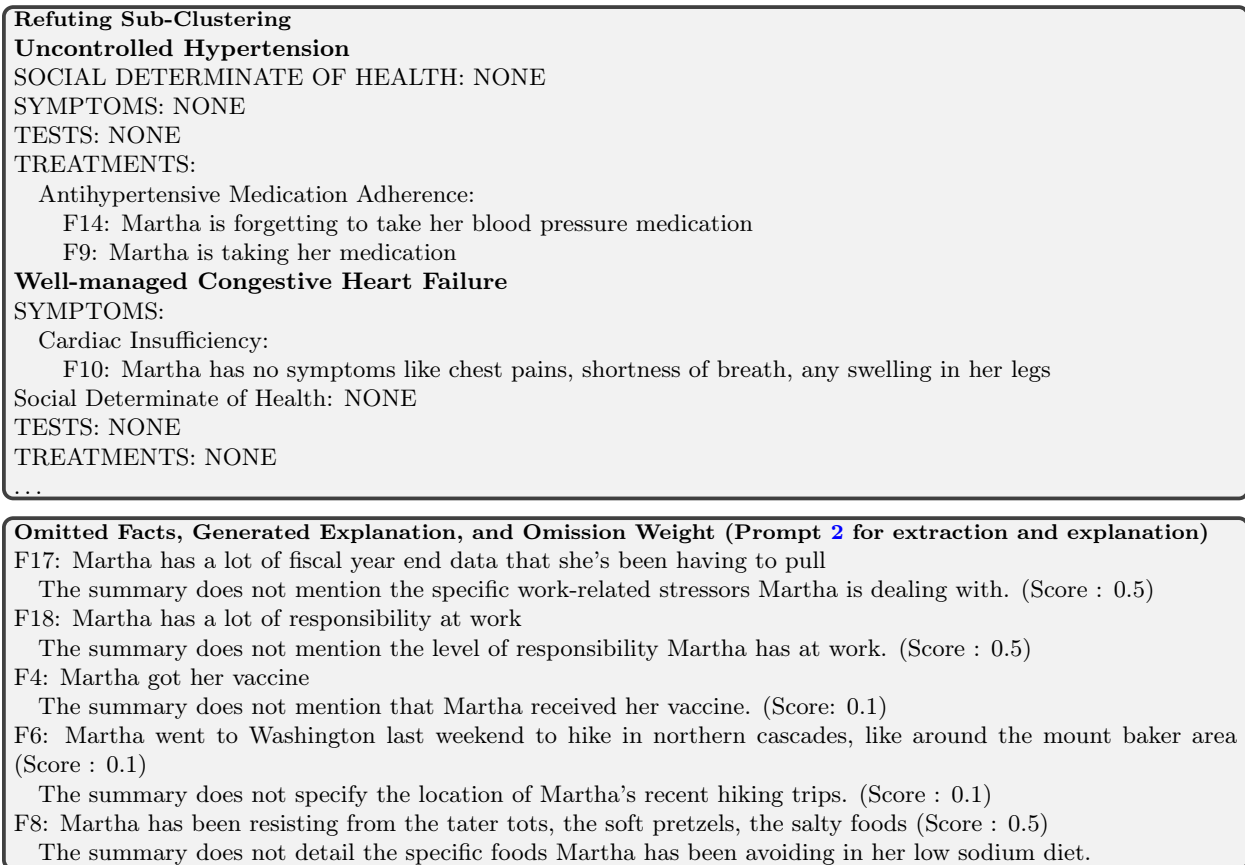 Refuting Sub-Clustering
Uncontrolled Hypertension
SOCIAL DETERMINATE OF HEALTH: NONE
SYMPTOMS: NONE
TESTS: NONE
TREATMENTS:
Antihypertensive Medication Adherence:
F14: Martha is forgetting to take her blood pressure medication
F9: Martha is taking her medication
Well-managed Congestive Heart Failure
SYMPTOMS:
Cardiac Insufficiency:
F10: Martha has no symptoms like chest pains, shortness of breath, any swelling in her legs
Social Determinate of Health: NONE
TESTS: NONE
TREATMENTS: NONE
...
Omitted Facts, Generated Explanation, and Omission Weight (Prompt 2 for extraction and explanation)
F17: Martha has a lot of fiscal year end data that she's been having to pull
The summary does not mention the specific work-related stressors Martha is dealing with. (Score : 0.5)
F18: Martha has a lot of responsibility at work
The summary does not mention the level of responsibility Martha has at work. (Score : 0.5)
F4: Martha got her vaccine
The summary does not mention that Martha received her vaccine. (Score: 0.1)
F6: Martha went to Washington last weekend to hike in northern cascades, like around the mount baker area
(Score : 0.1)
The summary does not specify the location of Martha's recent hiking trips. (Score : 0.1)
F8: Martha has been resisting from the tater tots, the soft pretzels, the salty foods (Score : 0.5)
The summary does not detail the specific foods Martha has been avoiding in her low sodium diet.